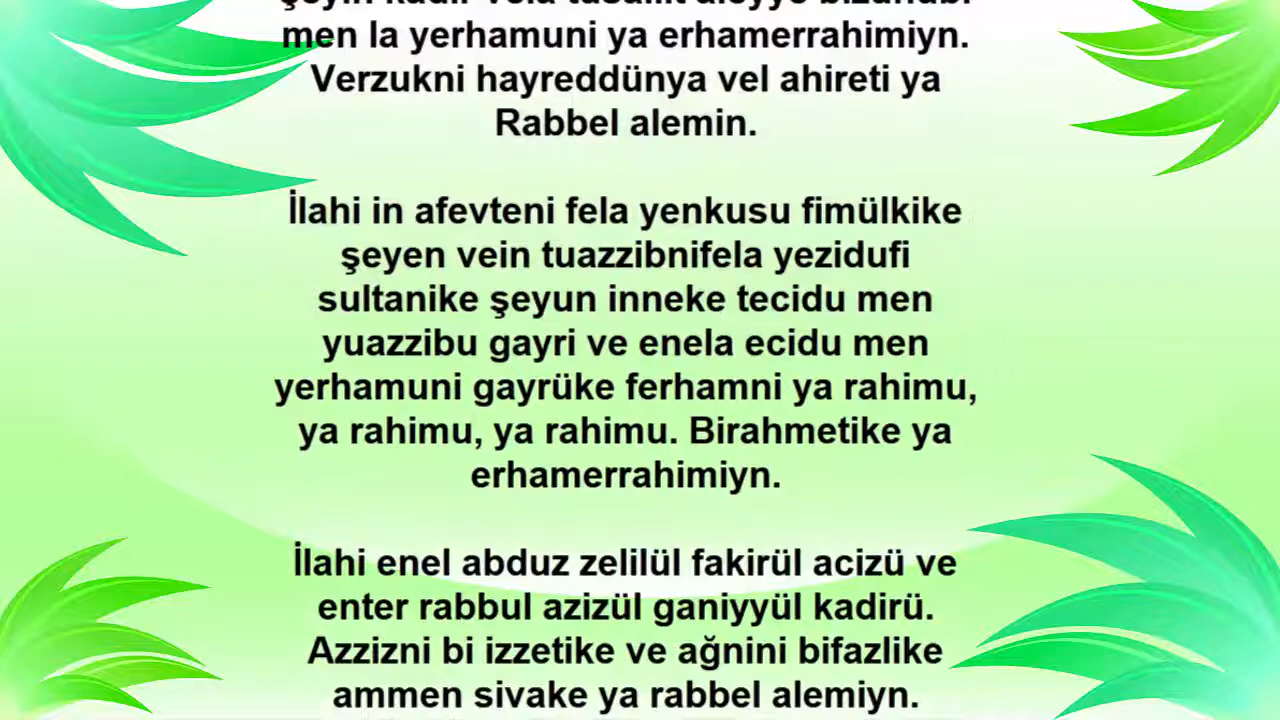 men la yerhamuni ya erhamerrahimiyn.
Verzukni hayreddünya vel ahireti ya
Rabbel alemin.
İlahi in afevteni fela yenkusu fimülkike
şeyen vein tuazzibnifela yezidufi
sultanike şeyun inneke tecidu men
yuazzibu gayri ve enela ecidu men
yerhamuni gayrüke ferhamni ya rahimu,
ya rahimu, ya rahimu. Birahmetike ya
erhamerrahimiyn.
İlahi enel abduz zelilül fakirül acizü ve
enter rabbul azizül ganiyyül kadirü.
Azzizni bi izzetike ve ağnini bifazlike
ammen sivake ya rabbel alemiyn.